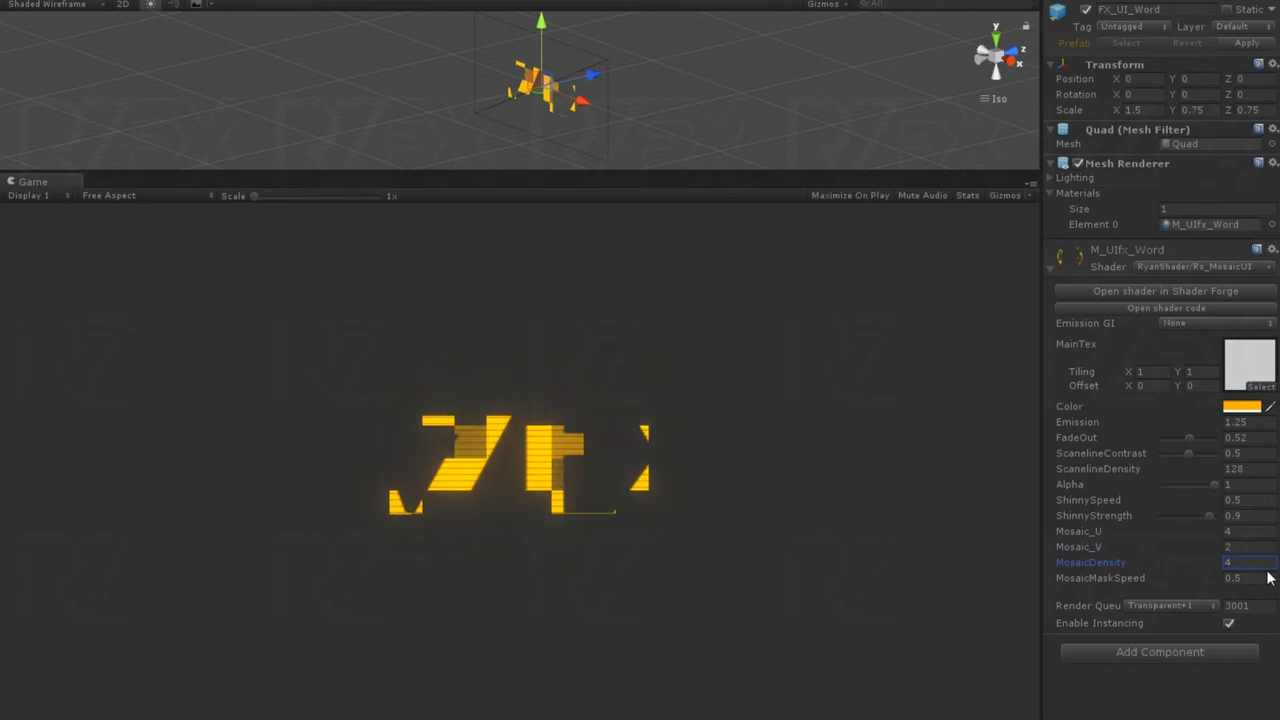 Shaded Wireframe 2D Gizmos All
FX_UI_Word Static
Tag Untagged Layer Default
Prefab Select Revert Apply
Transform
Position X 0 Y 0 Z 0
Rotation X 0 Y 0 Z 0
Scale X 1.5 Y 0.75 Z 0.75
y
z
x
Iso
Quad (Mesh Filter)
Mesh Quad
Mesh Renderer
Lighting
Materials
Size 1
Element 0 M_UIfx_Word
Game
Display 1 Free Aspect Scale 1x Maximize On Play Mute Audio Stats Gizmos
M_UIfx_Word
Shader RyanShader/Rs_MosaicUI
Open shader in Shader Forge
Open shader code
Emission GI None
MainTex
Tiling X 1 Y 1
Offset X 0 Y 0 Select
Color
Emission 1.25
FadeOut 0.52
ScanelineContrast 0.5
ScanelineDensity 128
Alpha 1
ShinnySpeed 0.5
ShinnyStrength 0.9
Mosaic_U 4
Mosaic_V 2
MosaicDensity 4
MosaicMaskSpeed 0.5
Render Queu Transparent+1 3001
Enable Instancing
Add Component